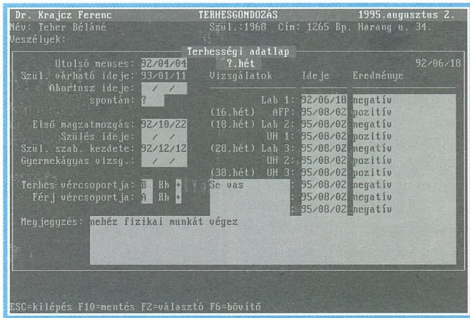 Dr. Krajcz Ferenc TERHESGONDOZÁS 1995.augusztus 2.
Név: Teher Béláné Szül.:1968 Cím: 1265 Bp. Harang u. 34.
Veszélyek:
Terhességi adatlap
Utolsó menses: 92/04/04 ?.hét 92/06/18
Szül. várható ideje: 93/01/11 Vizsgálatok Ideje Eredménye
Abortusz ideje: / /
spontán: ? Lab 1: 92/06/18 negatív
(16.hét) AFP: 95/08/02 pozitív
Első magzatmozgás: 92/10/22 (18.hét) Lab 2: 95/08/02 negatív
Szülés ideje: / / UH 1: 95/08/02 pozitív
Szül. szab. kezdete: 92/12/12 (28.hét) Lab 3: 95/08/02 negatív
Gyermekágyas vizsg.: / / UH 2: 95/08/02 pozitív
(38.hét) UH 3: 95/08/02 pozitív
Terhes vércsoportja: B Rh + Se vas : 95/08/02 negatív
Férj vércsoportja: A Rh + : 95/08/02 negatív
: 95/08/02 negatív
Megjegyzés: nehéz fizikai munkát végez
ESC=kilépés F10=mentés F2=választó F6=bővítő